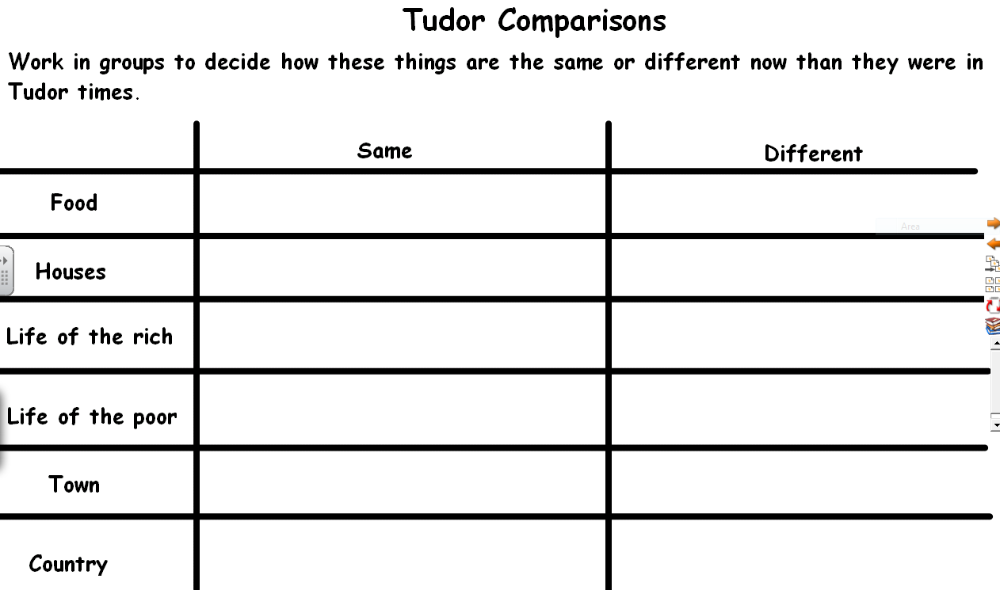 Tudor Comparisons
Work in groups to decide how these things are the same or different now than they were in
Tudor times.
Same Different
Food
Area
Houses
Life of the rich
Life of the poor
Town
Country